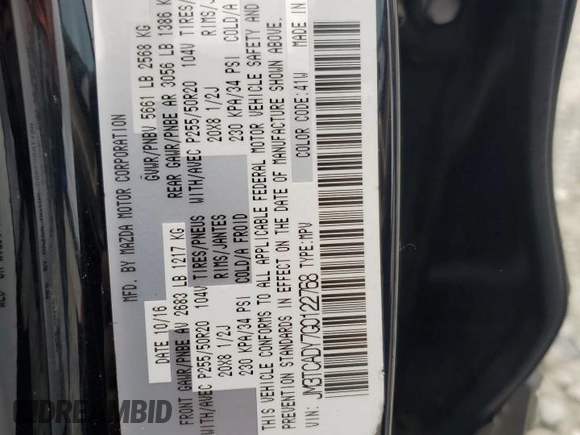 MFD. BY MAZDA MOTOR CORPORATION
DATE 10/16 GVWR/PNBV 5661 LB 2568 KG
FRONT GAWR/PNBE AV 2683 LB 1217 KG REAR GAWR/PNBE AR 3056 LB 1386 K
WITH/AVEC P255/50R20 104V TIRES/PNEUS WITH/AVEC P255/50R20 104V TIRES
20X8 1/2J RIMS/JANTES 20X8 1/2J RIMS/J
230 KPA/34 PSI COLD/A FROID 230 KPA/34 PSI COLD/A
THIS VEHICLE CONFORMS TO ALL APPLICABLE FEDERAL MOTOR VEHICLE SAFETY AND
THEFT PREVENTION STANDARDS IN EFFECT ON THE DATE OF MANUFACTURE SHOWN ABOVE.
VIN: JM3TCADY7G0122768 TYPE:MPV COLOR CODE:41W MADE IN
DREAMBID